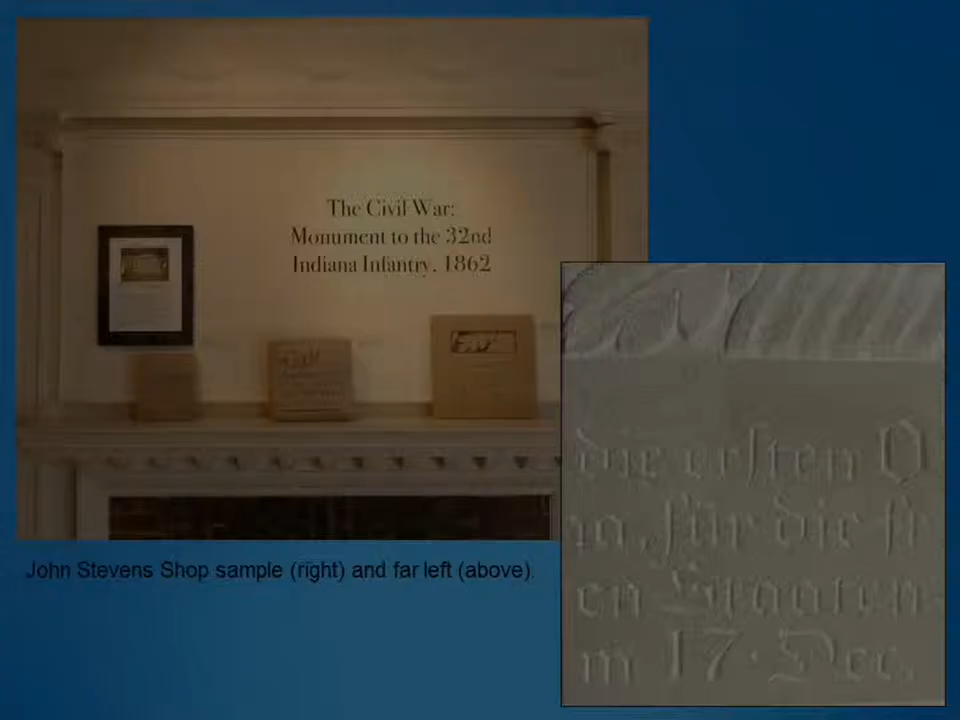 The Civil War:
Monument to the 32nd
Indiana Infantry, 1862
John Stevens Shop sample (right) and far left (above).
die erſten O
für die
en Staaten
m 17. Dec.